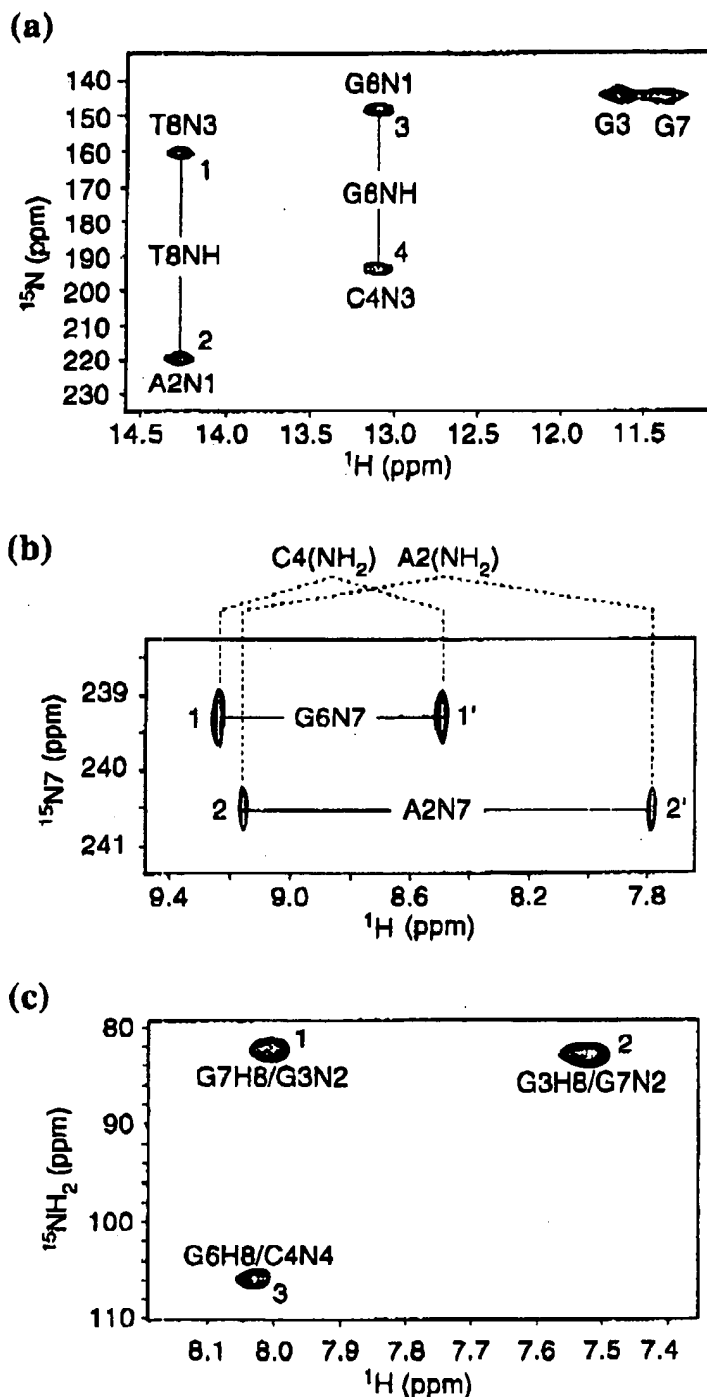 (a)
140
150
160
170
180
190
200
210
220
230
¹⁵N (ppm)
T8N3
1
T8NH
2
A2N1
G6N1
3
G6NH
4
C4N3
G3 G7
14.5 14.0 13.5 13.0 12.5 12.0 11.5
¹H (ppm)
(b)
C4(NH₂) A2(NH₂)
239
240
241
¹⁵N7 (ppm)
1 G6N7 1'
2 A2N7 2'
9.4 9.0 8.6 8.2 7.8
¹H (ppm)
(c)
80
90
100
110
¹⁵NH₂ (ppm)
1
G7H8/G3N2
2
G3H8/G7N2
G6H8/C4N4
3
8.1 8.0 7.9 7.8 7.7 7.6 7.5 7.4
¹H (ppm)